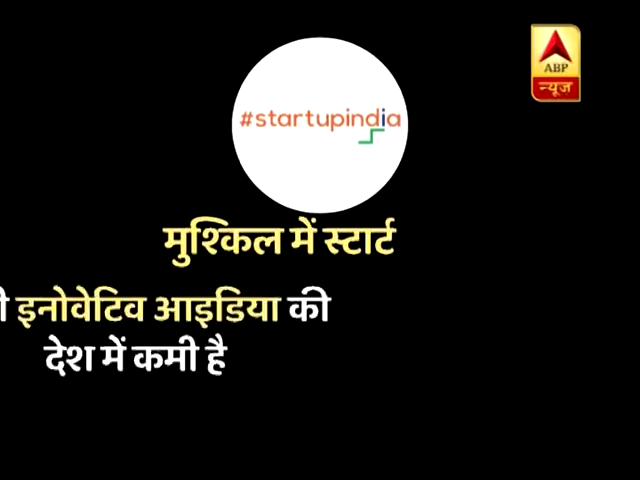 #startupindia
ABP
न्यूज़
मुश्किल में स्टार्ट
इनोवेटिव आइडिया की
देश में कमी है